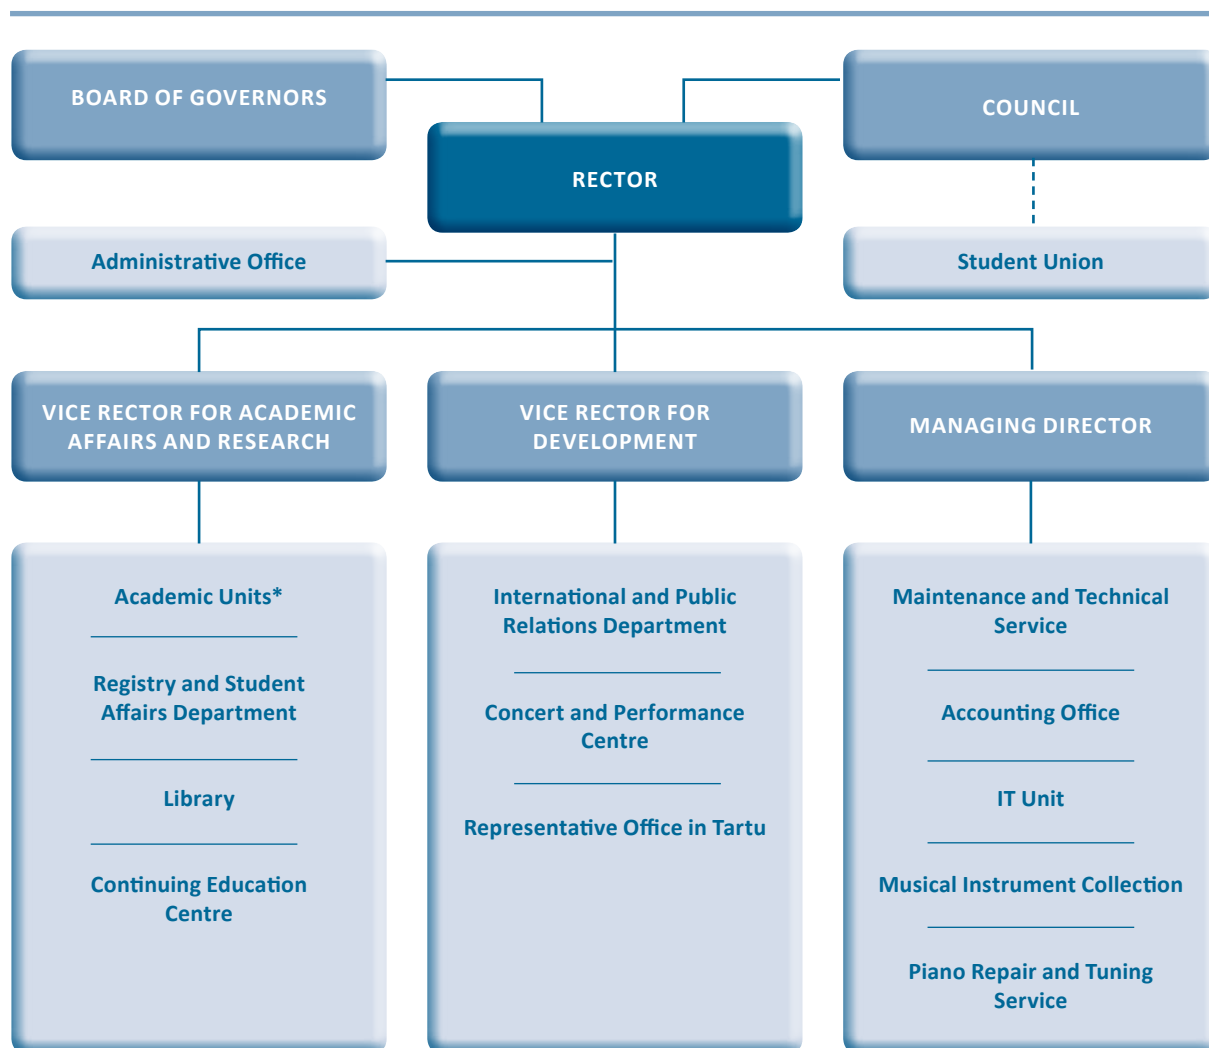 BOARD OF GOVERNORS
COUNCIL
RECTOR
Administrative Office
Student Union
VICE RECTOR FOR ACADEMIC
AFFAIRS AND RESEARCH
VICE RECTOR FOR
DEVELOPMENT
MANAGING DIRECTOR
Academic Units*
Registry and Student
Affairs Department
Library
Continuing Education
Centre
International and Public
Relations Department
Concert and Performance
Centre
Representative Office in Tartu
Maintenance and Technical
Service
Accounting Office
IT Unit
Musical Instrument Collection
Piano Repair and Tuning
Service